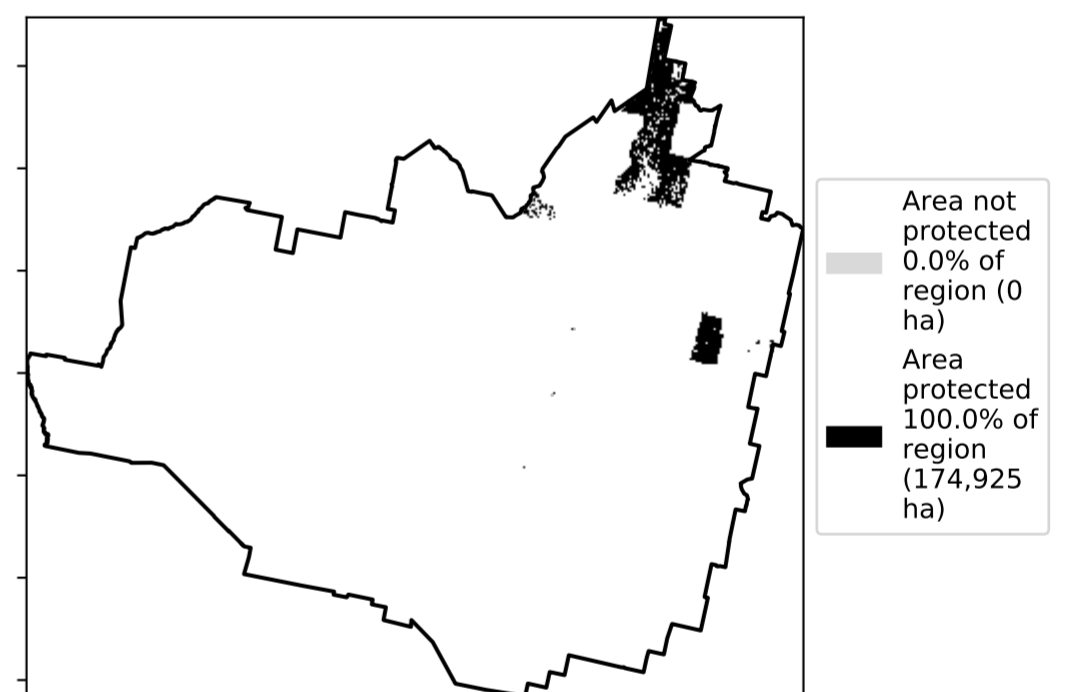 Area not
protected
0.0% of
region (0
ha)
Area
protected
100.0% of
region
(174,925
ha)